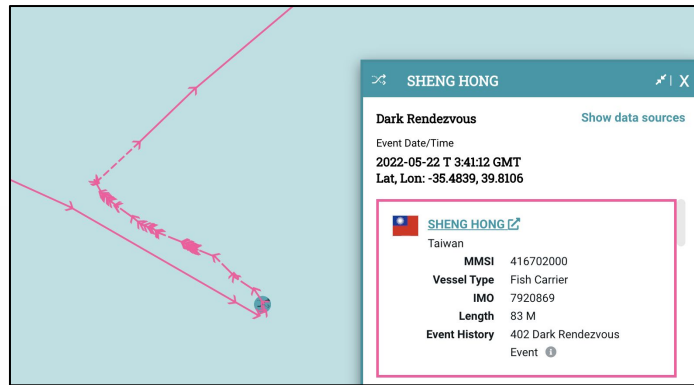 SHENG HONG
X
Dark Rendezvous
Show data sources
Event Date/Time
2022-05-22 T 3:41:12 GMT
Lat, Lon: -35.4839, 39.8106
SHENG HONG
Taiwan
MMSI 416702000
Vessel Type Fish Carrier
IMO 7920869
Length 83 M
Event History 402 Dark Rendezvous
Event